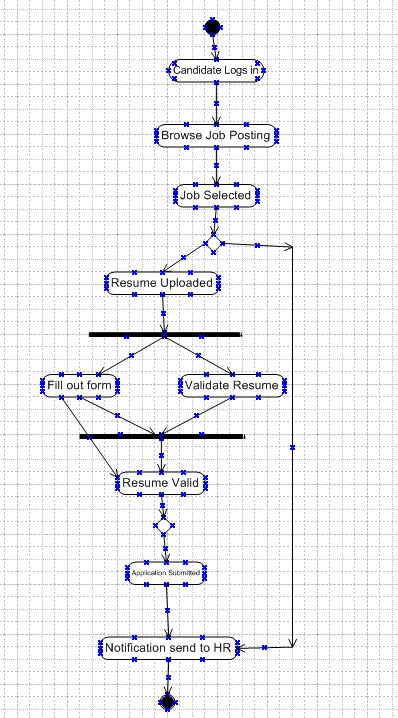 Candidate Logs in
Browse Job Posting
Job Selected
Resume Uploaded
Fill out form
Validate Resume
Resume Valid
Application Submitted
Notification send to HR